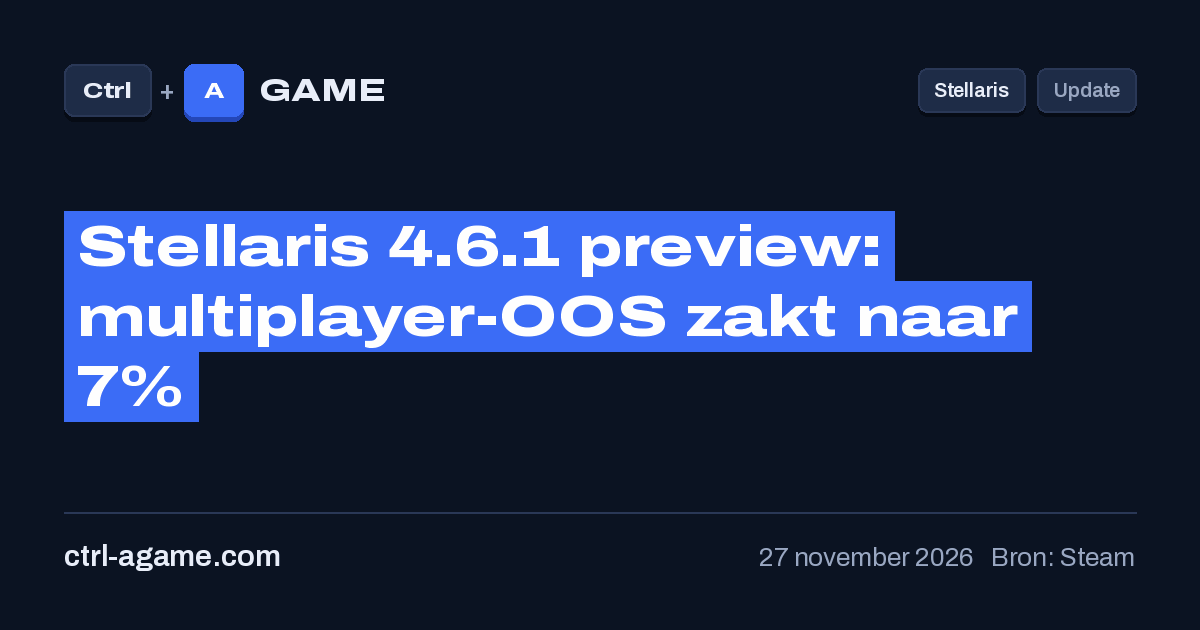 Ctrl + A GAME
Stellaris Update
Stellaris 4.6.1 preview:
multiplayer-OOS zakt naar
7%
ctrl-agame.com
27 november 2026 Bron: Steam